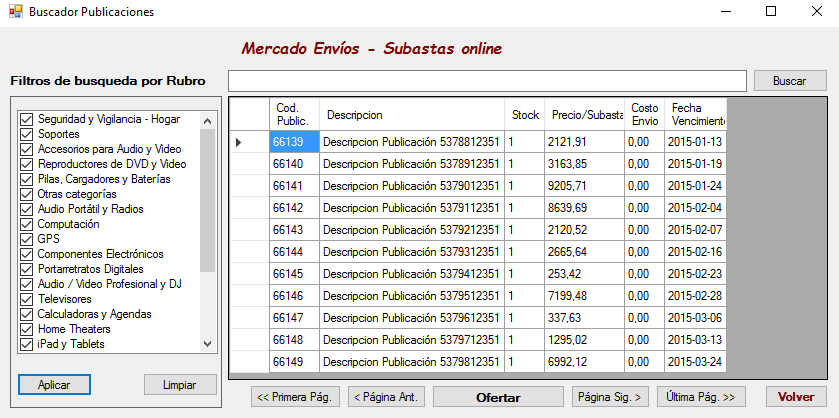 Buscador Publicaciones
Mercado Envíos - Subastas online
Filtros de busqueda por Rubro
Buscar
Seguridad y Vigilancia - Hogar
Soportes
Accesorios para Audio y Video
Reproductores de DVD y Video
Pilas, Cargadores y Baterías
Otras categorías
Audio Portátil y Radios
Computación
GPS
Componentes Electrónicos
Portarretratos Digitales
Audio / Video Profesional y DJ
Televisores
Calculadoras y Agendas
Home Theaters
iPad y Tablets
Aplicar Limpiar
Cod. Public. Descripcion Stock Precio/Subasta Costo Envio Fecha Vencimiento
66139 Descripcion Publicación 5378812351 1 2121,91 0,00 2015-01-13
66140 Descripcion Publicación 5378912351 1 3163,85 0,00 2015-01-19
66141 Descripcion Publicación 5379012351 1 9205,71 0,00 2015-01-24
66142 Descripcion Publicación 5379112351 1 8639,69 0,00 2015-02-04
66143 Descripcion Publicación 5379212351 1 2120,52 0,00 2015-02-07
66144 Descripcion Publicación 5379312351 1 2665,64 0,00 2015-02-16
66145 Descripcion Publicación 5379412351 1 253,42 0,00 2015-02-23
66146 Descripcion Publicación 5379512351 1 7199,48 0,00 2015-02-28
66147 Descripcion Publicación 5379612351 1 337,63 0,00 2015-03-06
66148 Descripcion Publicación 5379712351 1 1295,02 0,00 2015-03-13
66149 Descripcion Publicación 5379812351 1 6992,12 0,00 2015-03-24
<< Primera Pág. < Página Ant. Ofertar Página Sig. > Última Pág. >> Volver